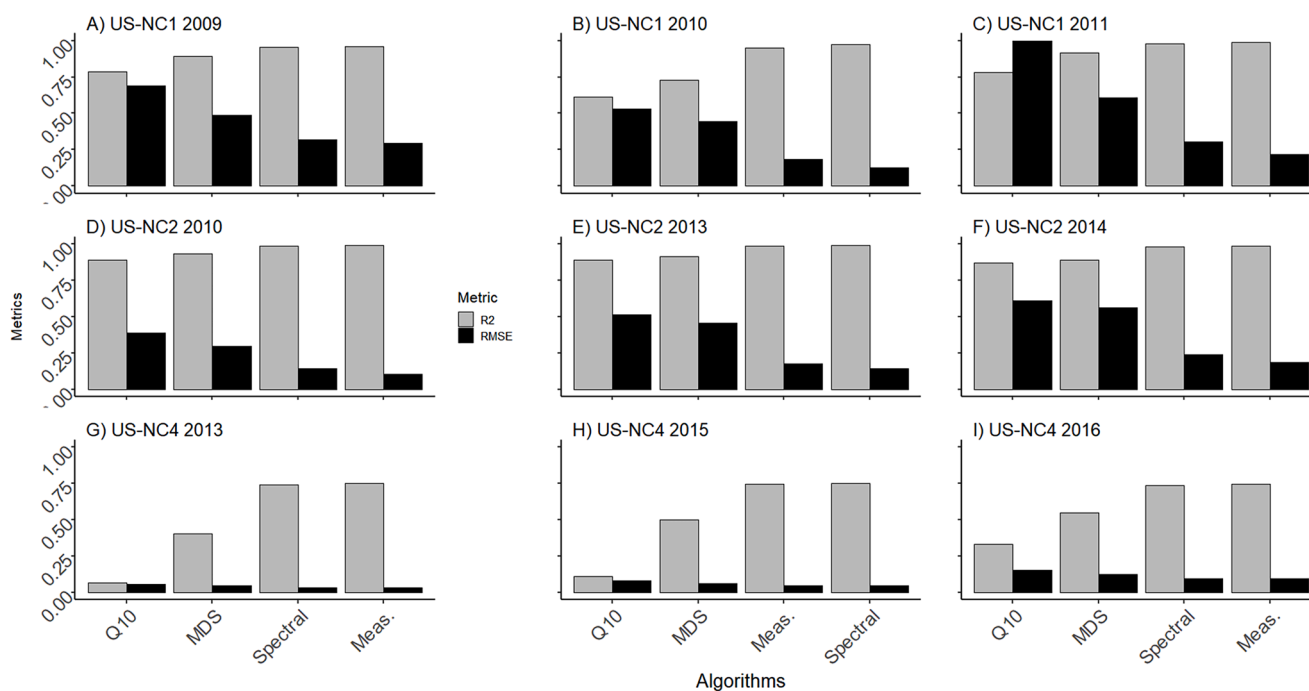 A) US-NC1 2009
B) US-NC1 2010
C) US-NC1 2011
1.00
0.75
0.50
0.25
.00
D) US-NC2 2010
E) US-NC2 2013
F) US-NC2 2014
1.00
0.75
0.50
0.25
.00
Metrics
Metric
R2
RMSE
G) US-NC4 2013
H) US-NC4 2015
I) US-NC4 2016
1.00
0.75
0.50
0.25
0.00
Q10 MDS Spectral Meas.
Q10 MDS Meas. Spectral
Q10 MDS Spectral Meas.
Algorithms